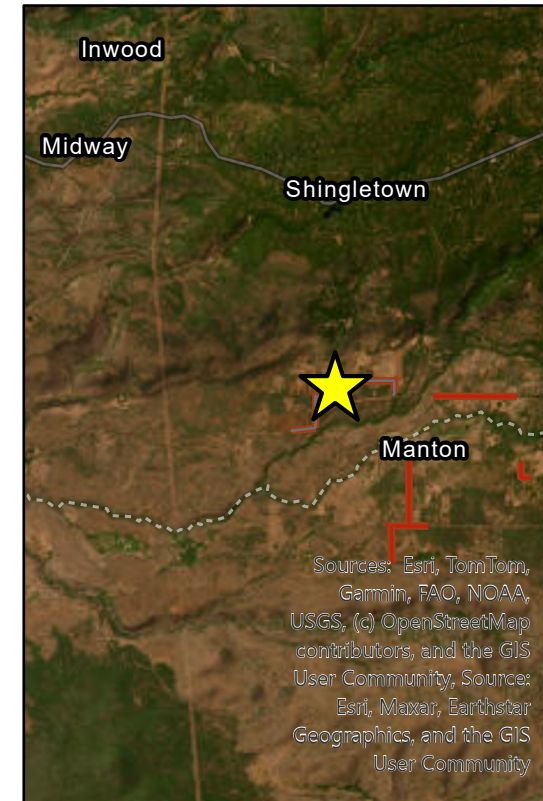 Inwood
Midway
Shingletown
Manton
Sources: Esri, TomTom,
Garmin, FAO, NOAA,
USGS, (c) OpenStreetMap
contributors, and the GIS
User Community, Source:
Esri, Maxar, Earthstar
Geographics, and the GIS
User Community